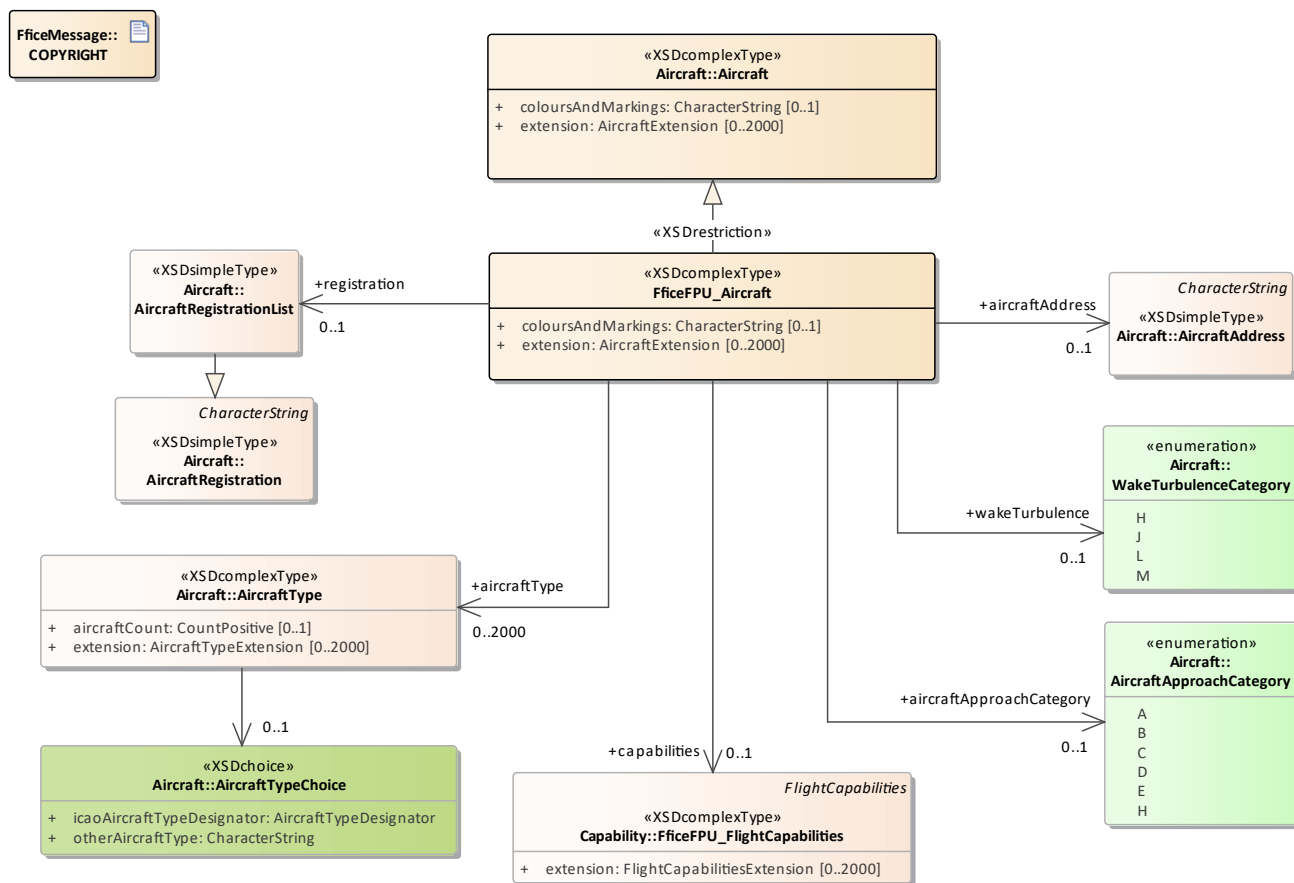 FficeMessage::
COPYRIGHT
«XSDcomplexType»
Aircraft::Aircraft
+ coloursAndMarkings: CharacterString [0..1]
+ extension: AircraftExtension [0..2000]
«XSDrestriction»
«XSDsimpleType»
Aircraft::
AircraftRegistrationList
+registration
0..1
«XSDcomplexType»
FficeFPU_Aircraft
+ coloursAndMarkings: CharacterString [0..1]
+ extension: AircraftExtension [0..2000]
+aircraftAddress
0..1
CharacterString
«XSDsimpleType»
Aircraft::AircraftAddress
CharacterString
«XSDsimpleType»
Aircraft::
AircraftRegistration
«enumeration»
Aircraft::
WakeTurbulenceCategory
H
J
L
M
+wakeTurbulence
0..1
«XSDcomplexType»
Aircraft::AircraftType
+ aircraftCount: CountPositive [0..1]
+ extension: AircraftTypeExtension [0..2000]
+aircraftType
0..2000
«enumeration»
Aircraft::
AircraftApproachCategory
A
B
C
D
E
H
+aircraftApproachCategory
0..1
0..1
«XSDchoice»
Aircraft::AircraftTypeChoice
+ icaoAircraftTypeDesignator: AircraftTypeDesignator
+ otherAircraftType: CharacterString
+capabilities
0..1
FlightCapabilities
«XSDcomplexType»
Capability::FficeFPU_FlightCapabilities
+ extension: FlightCapabilitiesExtension [0..2000]